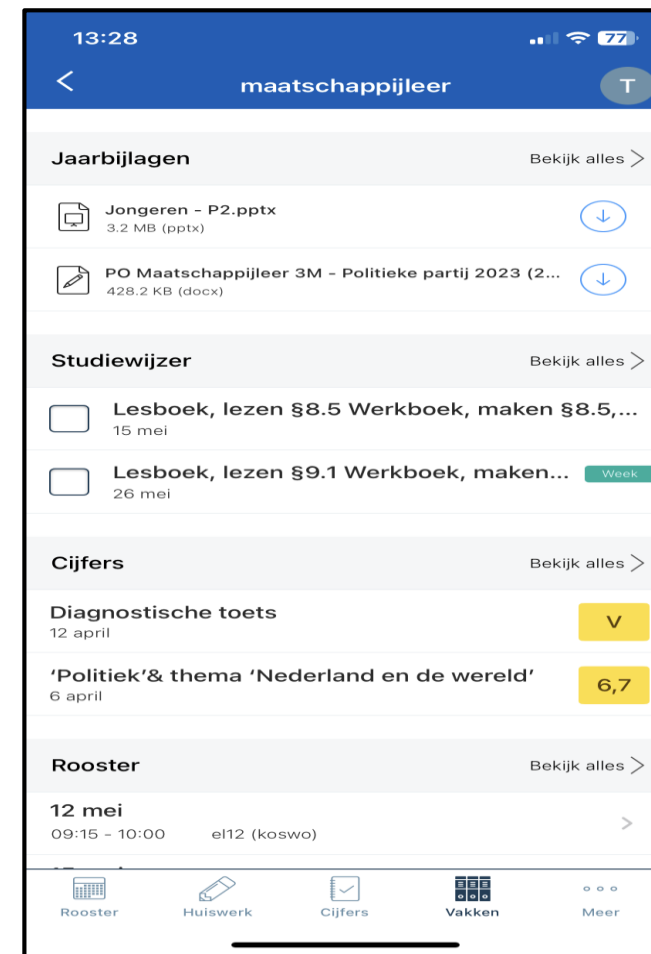 13:28
77
maatschappijleer
T
Jaarbijlagen
Bekijk alles
Jongeren - P2.pptx
3.2 MB (pptx)
PO Maatschappijleer 3M - Politieke partij 2023 (2...
428.2 KB (docx)
Studiewijzer
Bekijk alles
Lesboek, lezen §8.5 Werkboek, maken §8.5,...
15 mei
Lesboek, lezen §9.1 Werkboek, maken...
Week
26 mei
Cijfers
Bekijk alles
Diagnostische toets
12 april
V
'Politiek'& thema 'Nederland en de wereld'
6 april
6,7
Rooster
Bekijk alles
12 mei
09:15 - 10:00 el12 (koswo)
Rooster
Huiswerk
Cijfers
Vakken
Meer